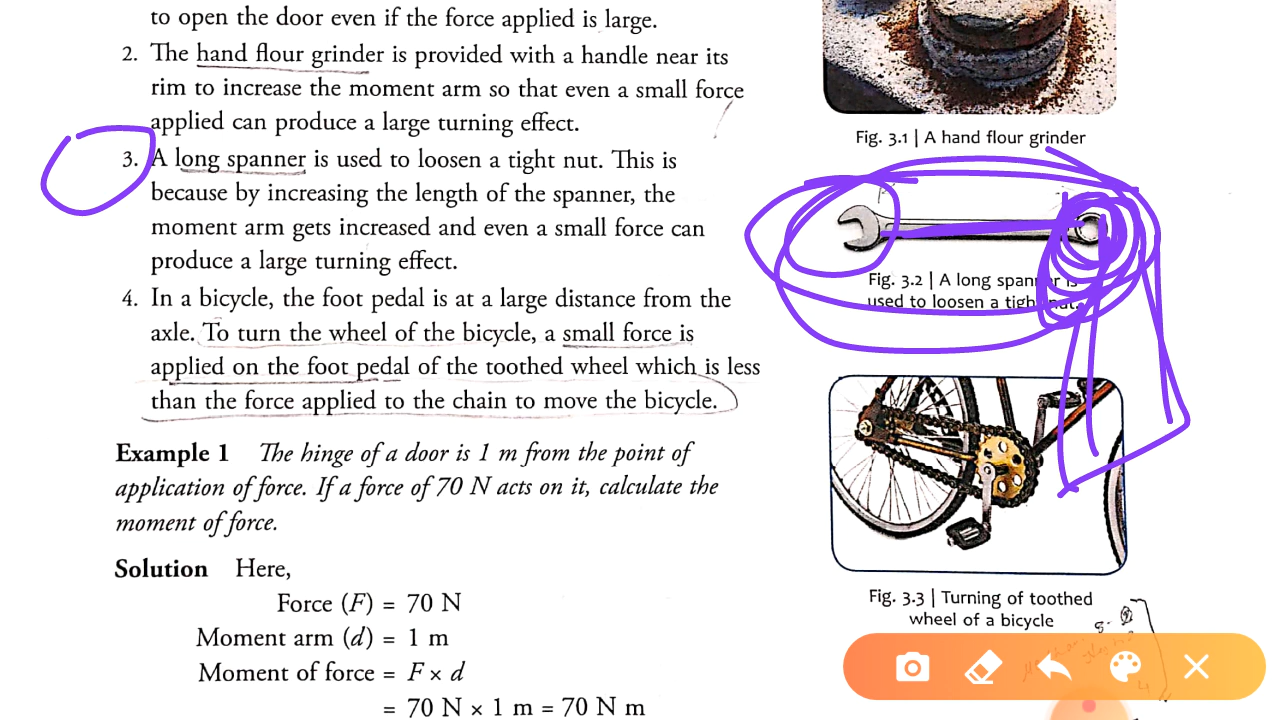 to open the door even if the force applied is large.
2. The hand flour grinder is provided with a handle near its
rim to increase the moment arm so that even a small force
applied can produce a large turning effect.
3. A long spanner is used to loosen a tight nut. This is
because by increasing the length of the spanner, the
moment arm gets increased and even a small force can
produce a large turning effect.
4. In a bicycle, the foot pedal is at a large distance from the
axle. To turn the wheel of the bicycle, a small force is
applied on the foot pedal of the toothed wheel which is less
than the force applied to the chain to move the bicycle.
Example 1 The hinge of a door is 1 m from the point of
application of force. If a force of 70 N acts on it, calculate the
moment of force.
Solution Here,
Force (F) = 70 N
Moment arm (d) = 1 m
Moment of force = F × d
= 70 N × 1 m = 70 N m
Fig. 3.1 | A hand flour grinder
Fig. 3.2 | A long spanner is
used to loosen a tight nut.
Fig. 3.3 | Turning of toothed
wheel of a bicycle